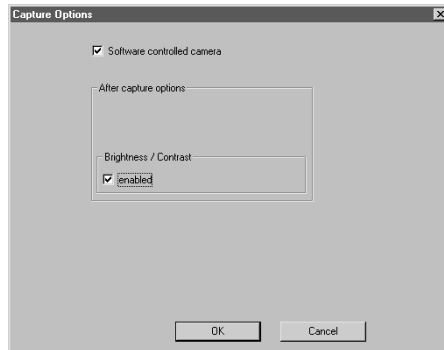 Capture Options
Software controlled camera
After capture options
Brightness / Contrast
enabled
OK
Cancel